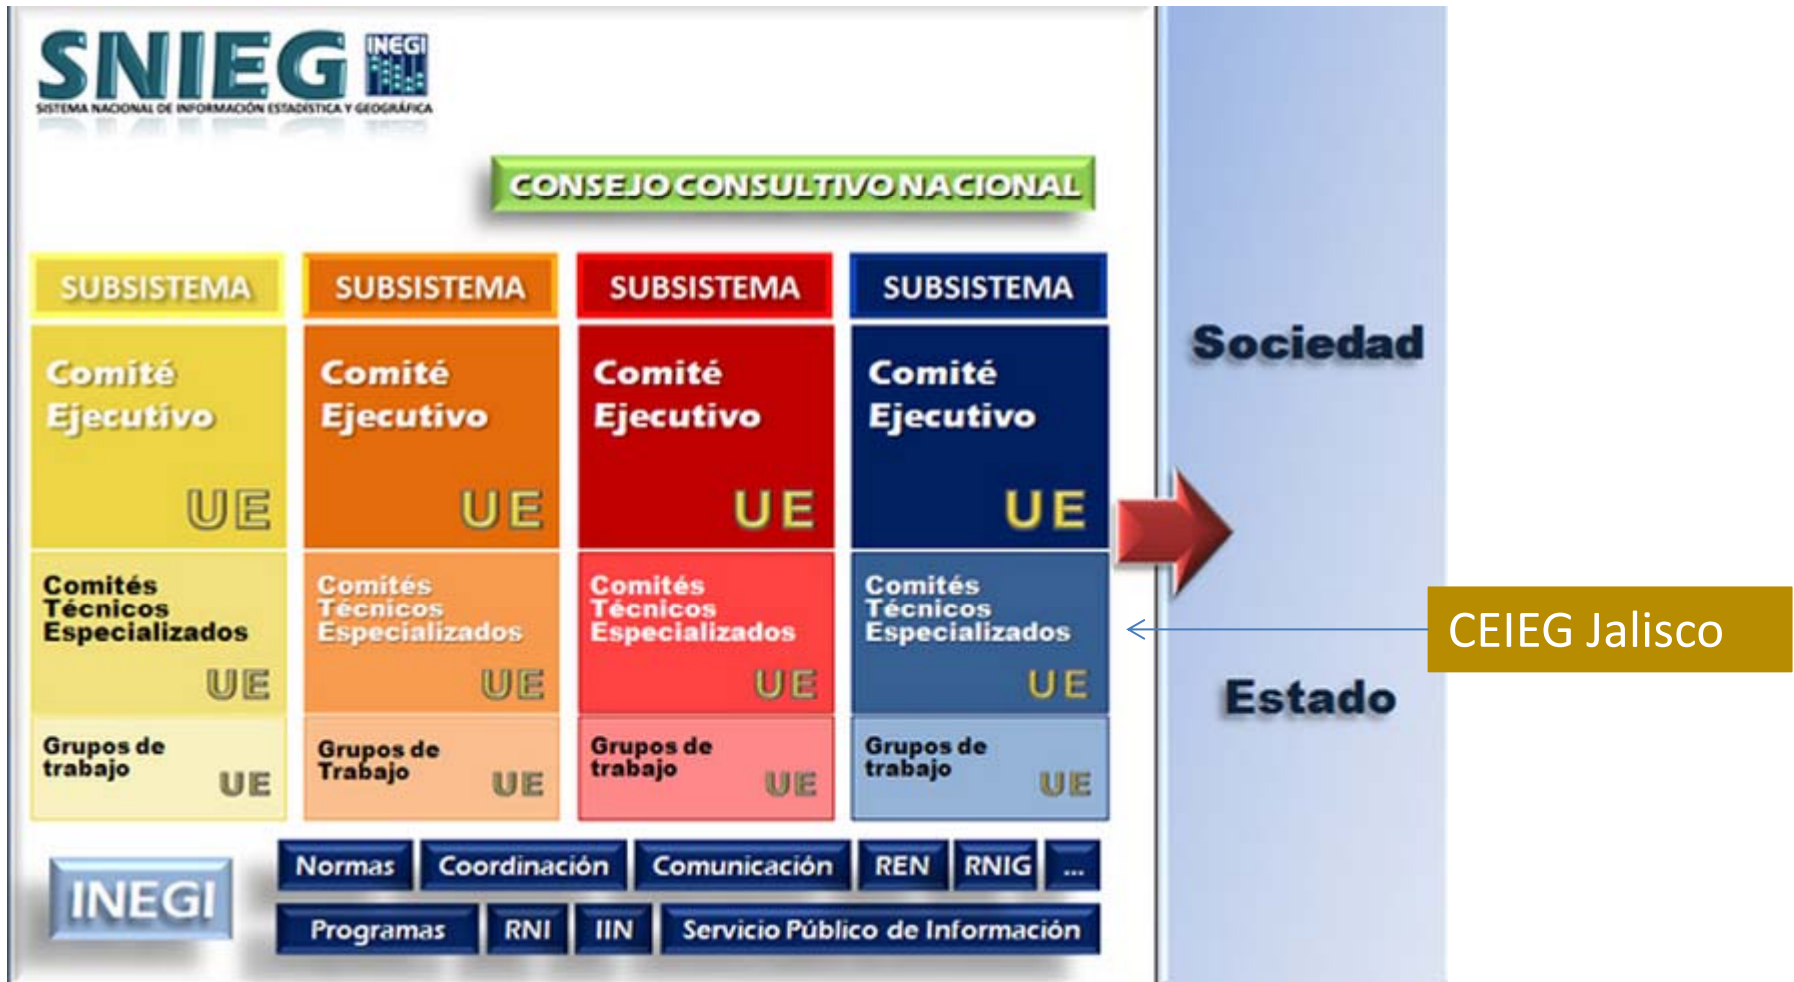 SNIEG
INEGI
SISTEMA NACIONAL DE INFORMACIÓN ESTADÍSTICA Y GEOGRÁFICA
CONSEJO CONSULTIVO NACIONAL
SUBSISTEMA
Comité
Ejecutivo
UE
Comités
Técnicos
Especializados
UE
Grupos de
trabajo
UE
SUBSISTEMA
Comité
Ejecutivo
UE
Comités
Técnicos
Especializados
UE
Grupos de
Trabajo
UE
SUBSISTEMA
Comité
Ejecutivo
UE
Comités
Técnicos
Especializados
UE
Grupos de
trabajo
UE
SUBSISTEMA
Comité
Ejecutivo
UE
Comités
Técnicos
Especializados
UE
Grupos de
trabajo
UE
INEGI
Normas
Coordinación
Comunicación
REN
RNIG
...
Programas
RNI
IIN
Servicio Público de Información
Sociedad
Estado
CEIEG Jalisco